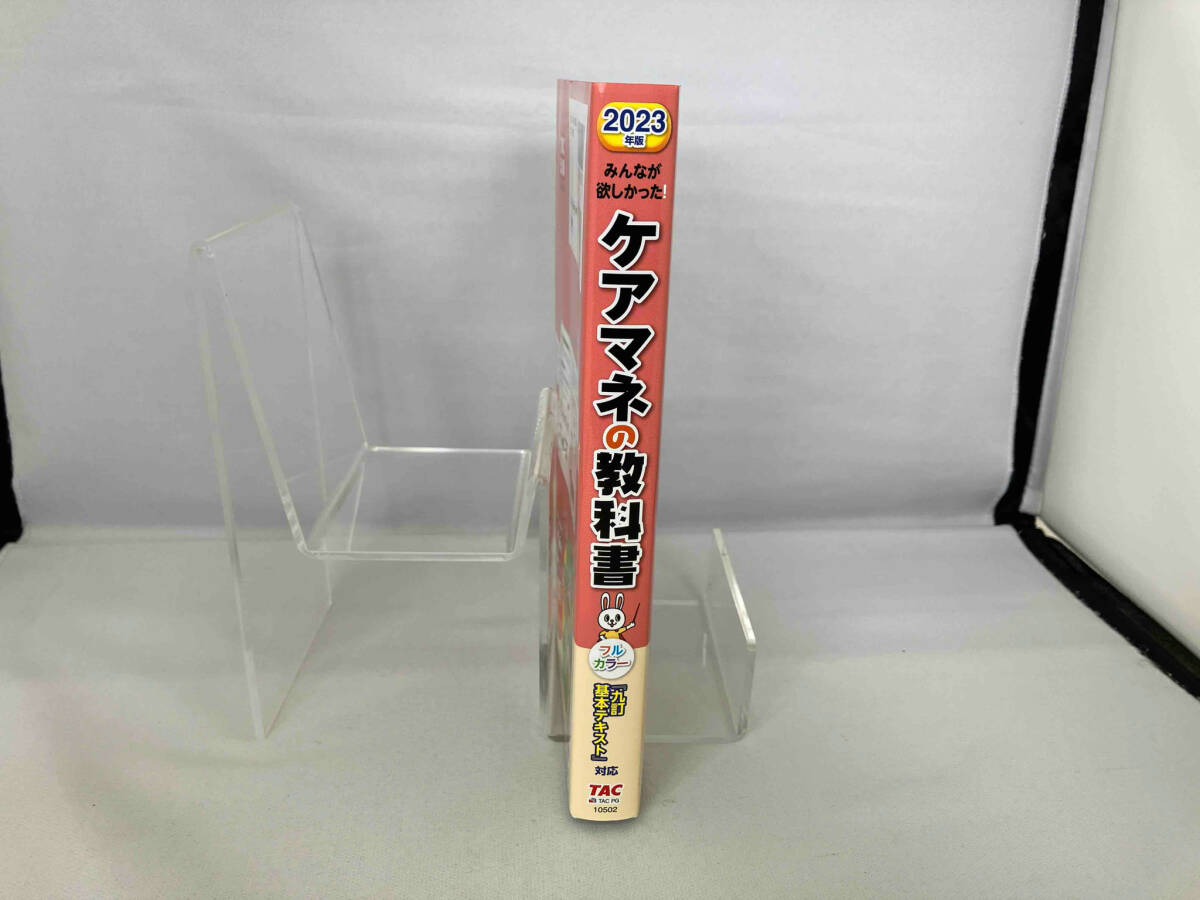 2023
年版
みんなが
欲しかった!
ケアマネの教科書
フル
カラー
『九訂
基本テキスト』
対応
TAC
TAC PG
10502